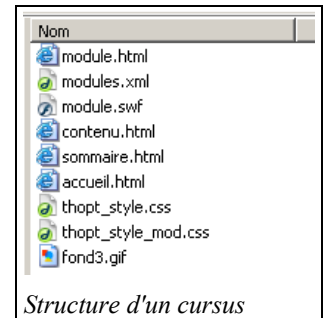 Nom
module.html
modules.xml
module.swf
contenu.html
sommaire.html
accueil.html
thopt_style.css
thopt_style_mod.css
fond3.gif
Structure d'un cursus